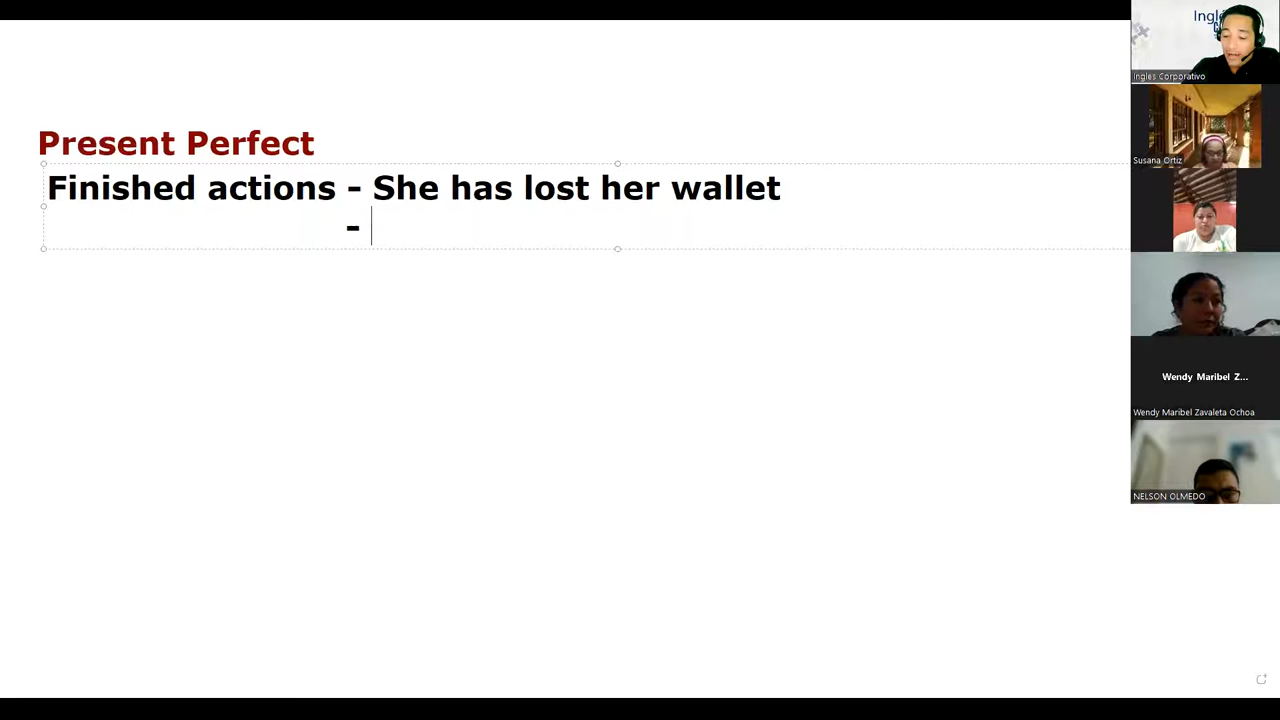 Present Perfect
Finished actions - She has lost her wallet
-
Ingles Corporativo
Susana Ortiz
Wendy Maribel Z...
Wendy Maribel Zavaleta Ochoa
NELSON OLMEDO